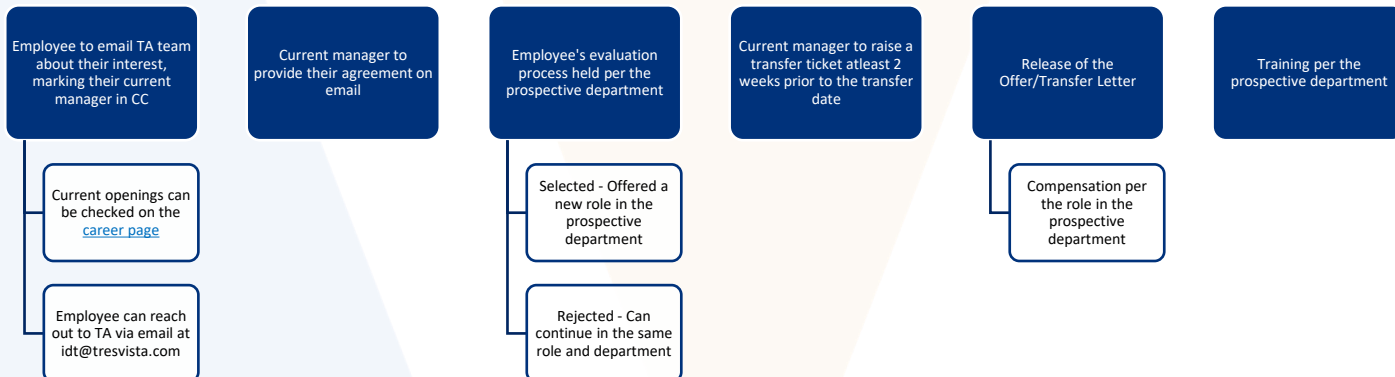 Employee to email TA team
about their interest,
marking their current
manager in CC
Current openings can
be checked on the
career page
Employee can reach
out to TA via email at
idt@tresvista.com
Current manager to
provide their agreement on
email
Employee's evaluation
process held per the
prospective department
Selected - Offered a
new role in the
prospective
department
Rejected - Can
continue in the same
role and department
Current manager to raise a
transfer ticket atleast 2
weeks prior to the transfer
date
Release of the
Offer/Transfer Letter
Compensation per
the role in the
prospective
department
Training per the
prospective department